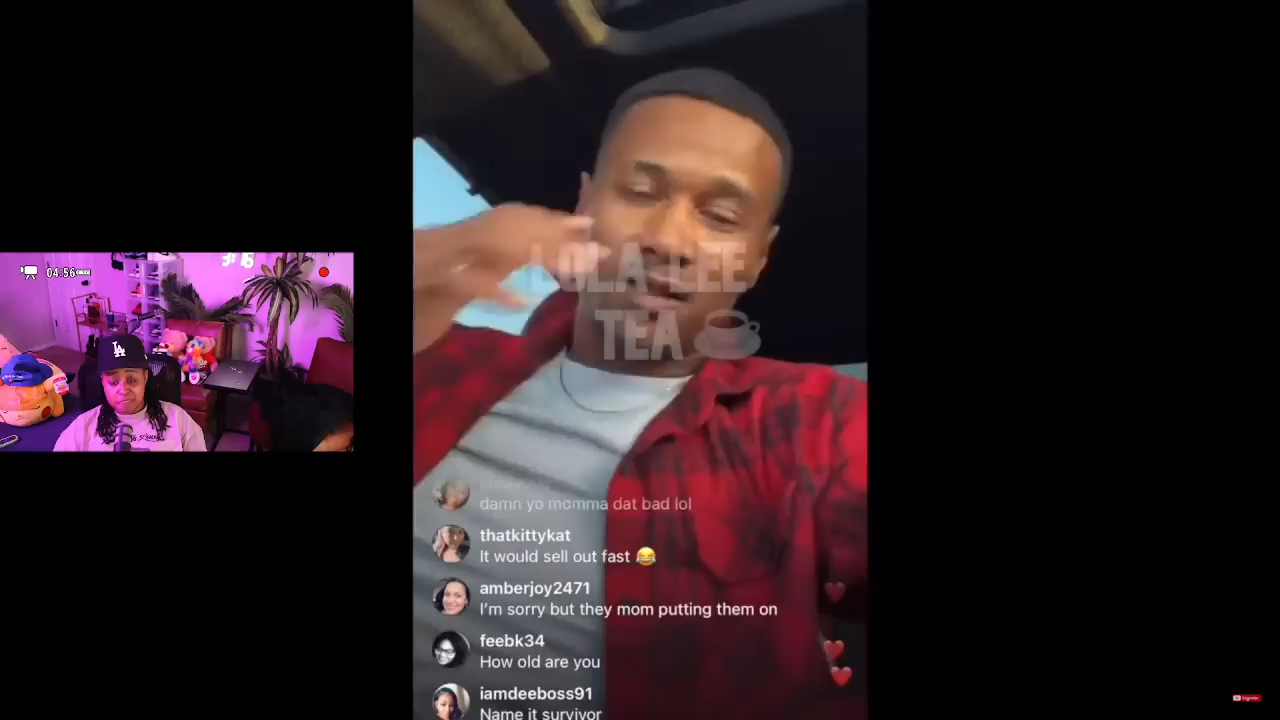 04:56
LA
LOLA LEE
TEA
damn yo momma dat bad lol
thatkittykat
It would sell out fast 😂
amberjoy2471
I'm sorry but they mom putting them on
feebk34
How old are you
iamdeeboss91
Name it survivor